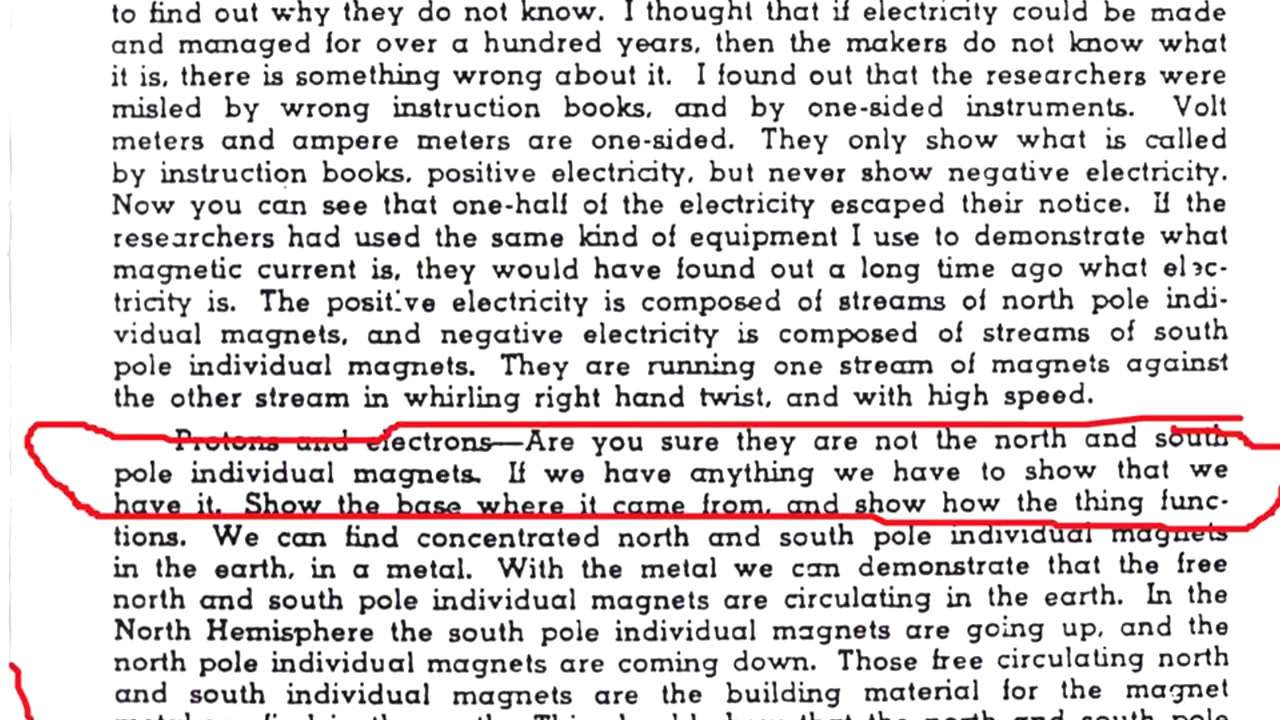 to find out why they do not know. I thought that if electricity could be made
and managed for over a hundred years, then the makers do not know what
it is, there is something wrong about it. I found out that the researchers were
misled by wrong instruction books, and by one-sided instruments. Volt
meters and ampere meters are one-sided. They only show what is called
by instruction books, positive electricity, but never show negative electricity.
Now you can see that one-half of the electricity escaped their notice. If the
researchers had used the same kind of equipment I use to demonstrate what
magnetic current is, they would have found out a long time ago what elec-
tricity is. The positive electricity is composed of streams of north pole indi-
vidual magnets, and negative electricity is composed of streams of south
pole individual magnets. They are running one stream of magnets against
the other stream in whirling right hand twist, and with high speed.
Protons and electrons—Are you sure they are not the north and south
pole individual magnets. If we have anything we have to show that we
have it. Show the base where it came from, and show how the thing func-
tions. We can find concentrated north and south pole individual magnets
in the earth, in a metal. With the metal we can demonstrate that the free
north and south pole individual magnets are circulating in the earth. In the
North Hemisphere the south pole individual magnets are going up, and the
north pole individual magnets are coming down. Those free circulating north
and south individual magnets are the building material for the magnet